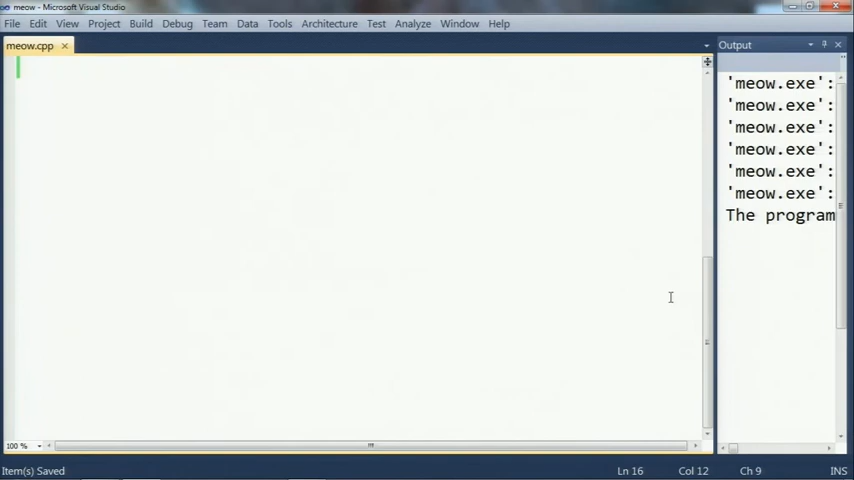 meow - Microsoft Visual Studio
File Edit View Project Build Debug Team Data Tools Architecture Test Analyze Window Help
meow.cpp
Output
'meow.exe':
'meow.exe':
'meow.exe':
'meow.exe':
'meow.exe':
'meow.exe':
The program
100 %
Item(s) Saved Ln 16 Col 12 Ch 9 INS